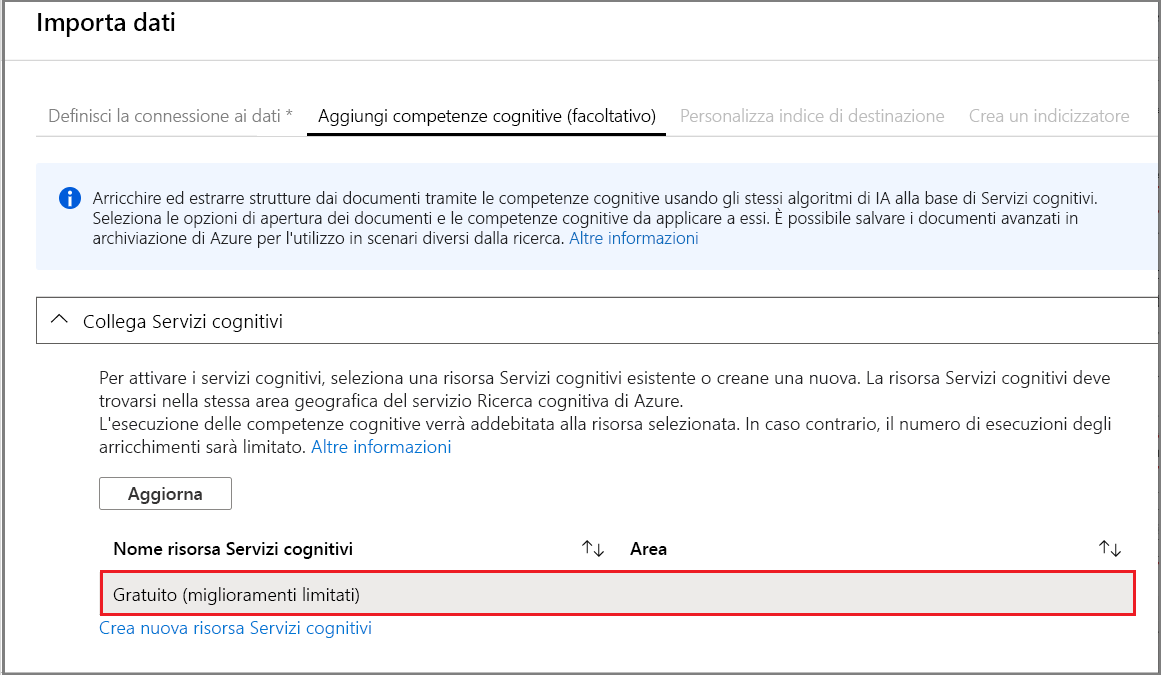 Importa dati
Definisci la connessione ai dati * Aggiungi competenze cognitive (facoltativo) Personalizza indice di destinazione Crea un indicizzatore
Arricchire ed estrarre strutture dai documenti tramite le competenze cognitive usando gli stessi algoritmi di IA alla base di Servizi cognitivi.
Seleziona le opzioni di apertura dei documenti e le competenze cognitive da applicare a essi. È possibile salvare i documenti avanzati in
archiviazione di Azure per l'utilizzo in scenari diversi dalla ricerca. Altre informazioni
Collega Servizi cognitivi
Per attivare i servizi cognitivi, seleziona una risorsa Servizi cognitivi esistente o creane una nuova. La risorsa Servizi cognitivi deve
trovarsi nella stessa area geografica del servizio Ricerca cognitiva di Azure.
L'esecuzione delle competenze cognitive verrà addebitata alla risorsa selezionata. In caso contrario, il numero di esecuzioni degli
arricchimenti sarà limitato. Altre informazioni
Aggiorna
Nome risorsa Servizi cognitivi Area
Gratuito (miglioramenti limitati)
Crea nuova risorsa Servizi cognitivi